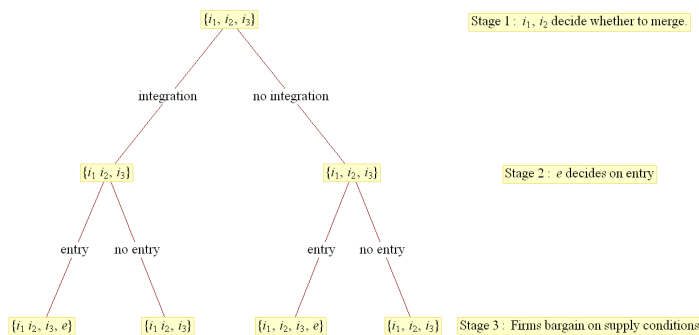 {i₁, i₂, i₃}
Stage 1 : i₁, i₂ decide whether to merge.
integration
no integration
{i₁ i₂, i₃}
{i₁, i₂, i₃}
Stage 2 : e decides on entry
entry
no entry
entry
no entry
{i₁ i₂, i₃, e}
{i₁ i₂, i₃}
{i₁, i₂, i₃, e}
{i₁, i₂, i₃}
Stage 3 : Firms bargain on supply conditions